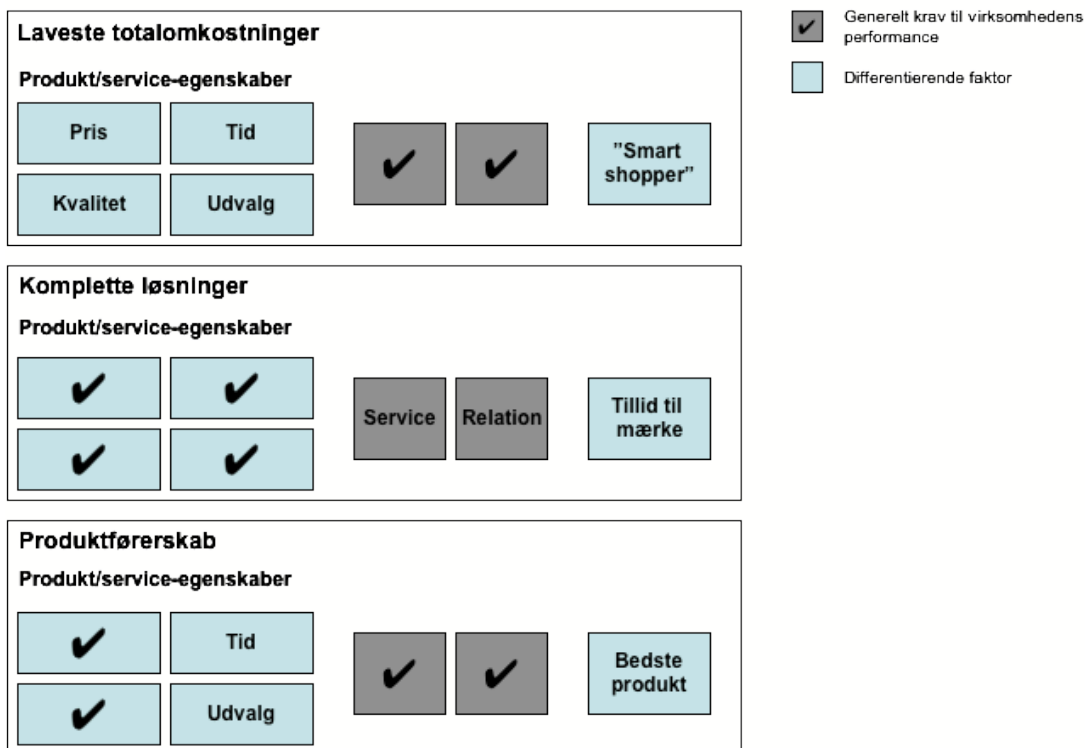 Laveste totalomkostninger
Produkt/service-egenskaber
Pris
Tid
Kvalitet
Udvalg
✔
✔
"Smart
shopper"
Generelt krav til virksomhedens
performance
✔
Differentierende faktor
Komplette løsninger
Produkt/service-egenskaber
✔
✔
✔
✔
Service
Relation
Tillid til
mærke
Produktførerskab
Produkt/service-egenskaber
✔
Tid
✔
Udvalg
✔
✔
Bedste
produkt